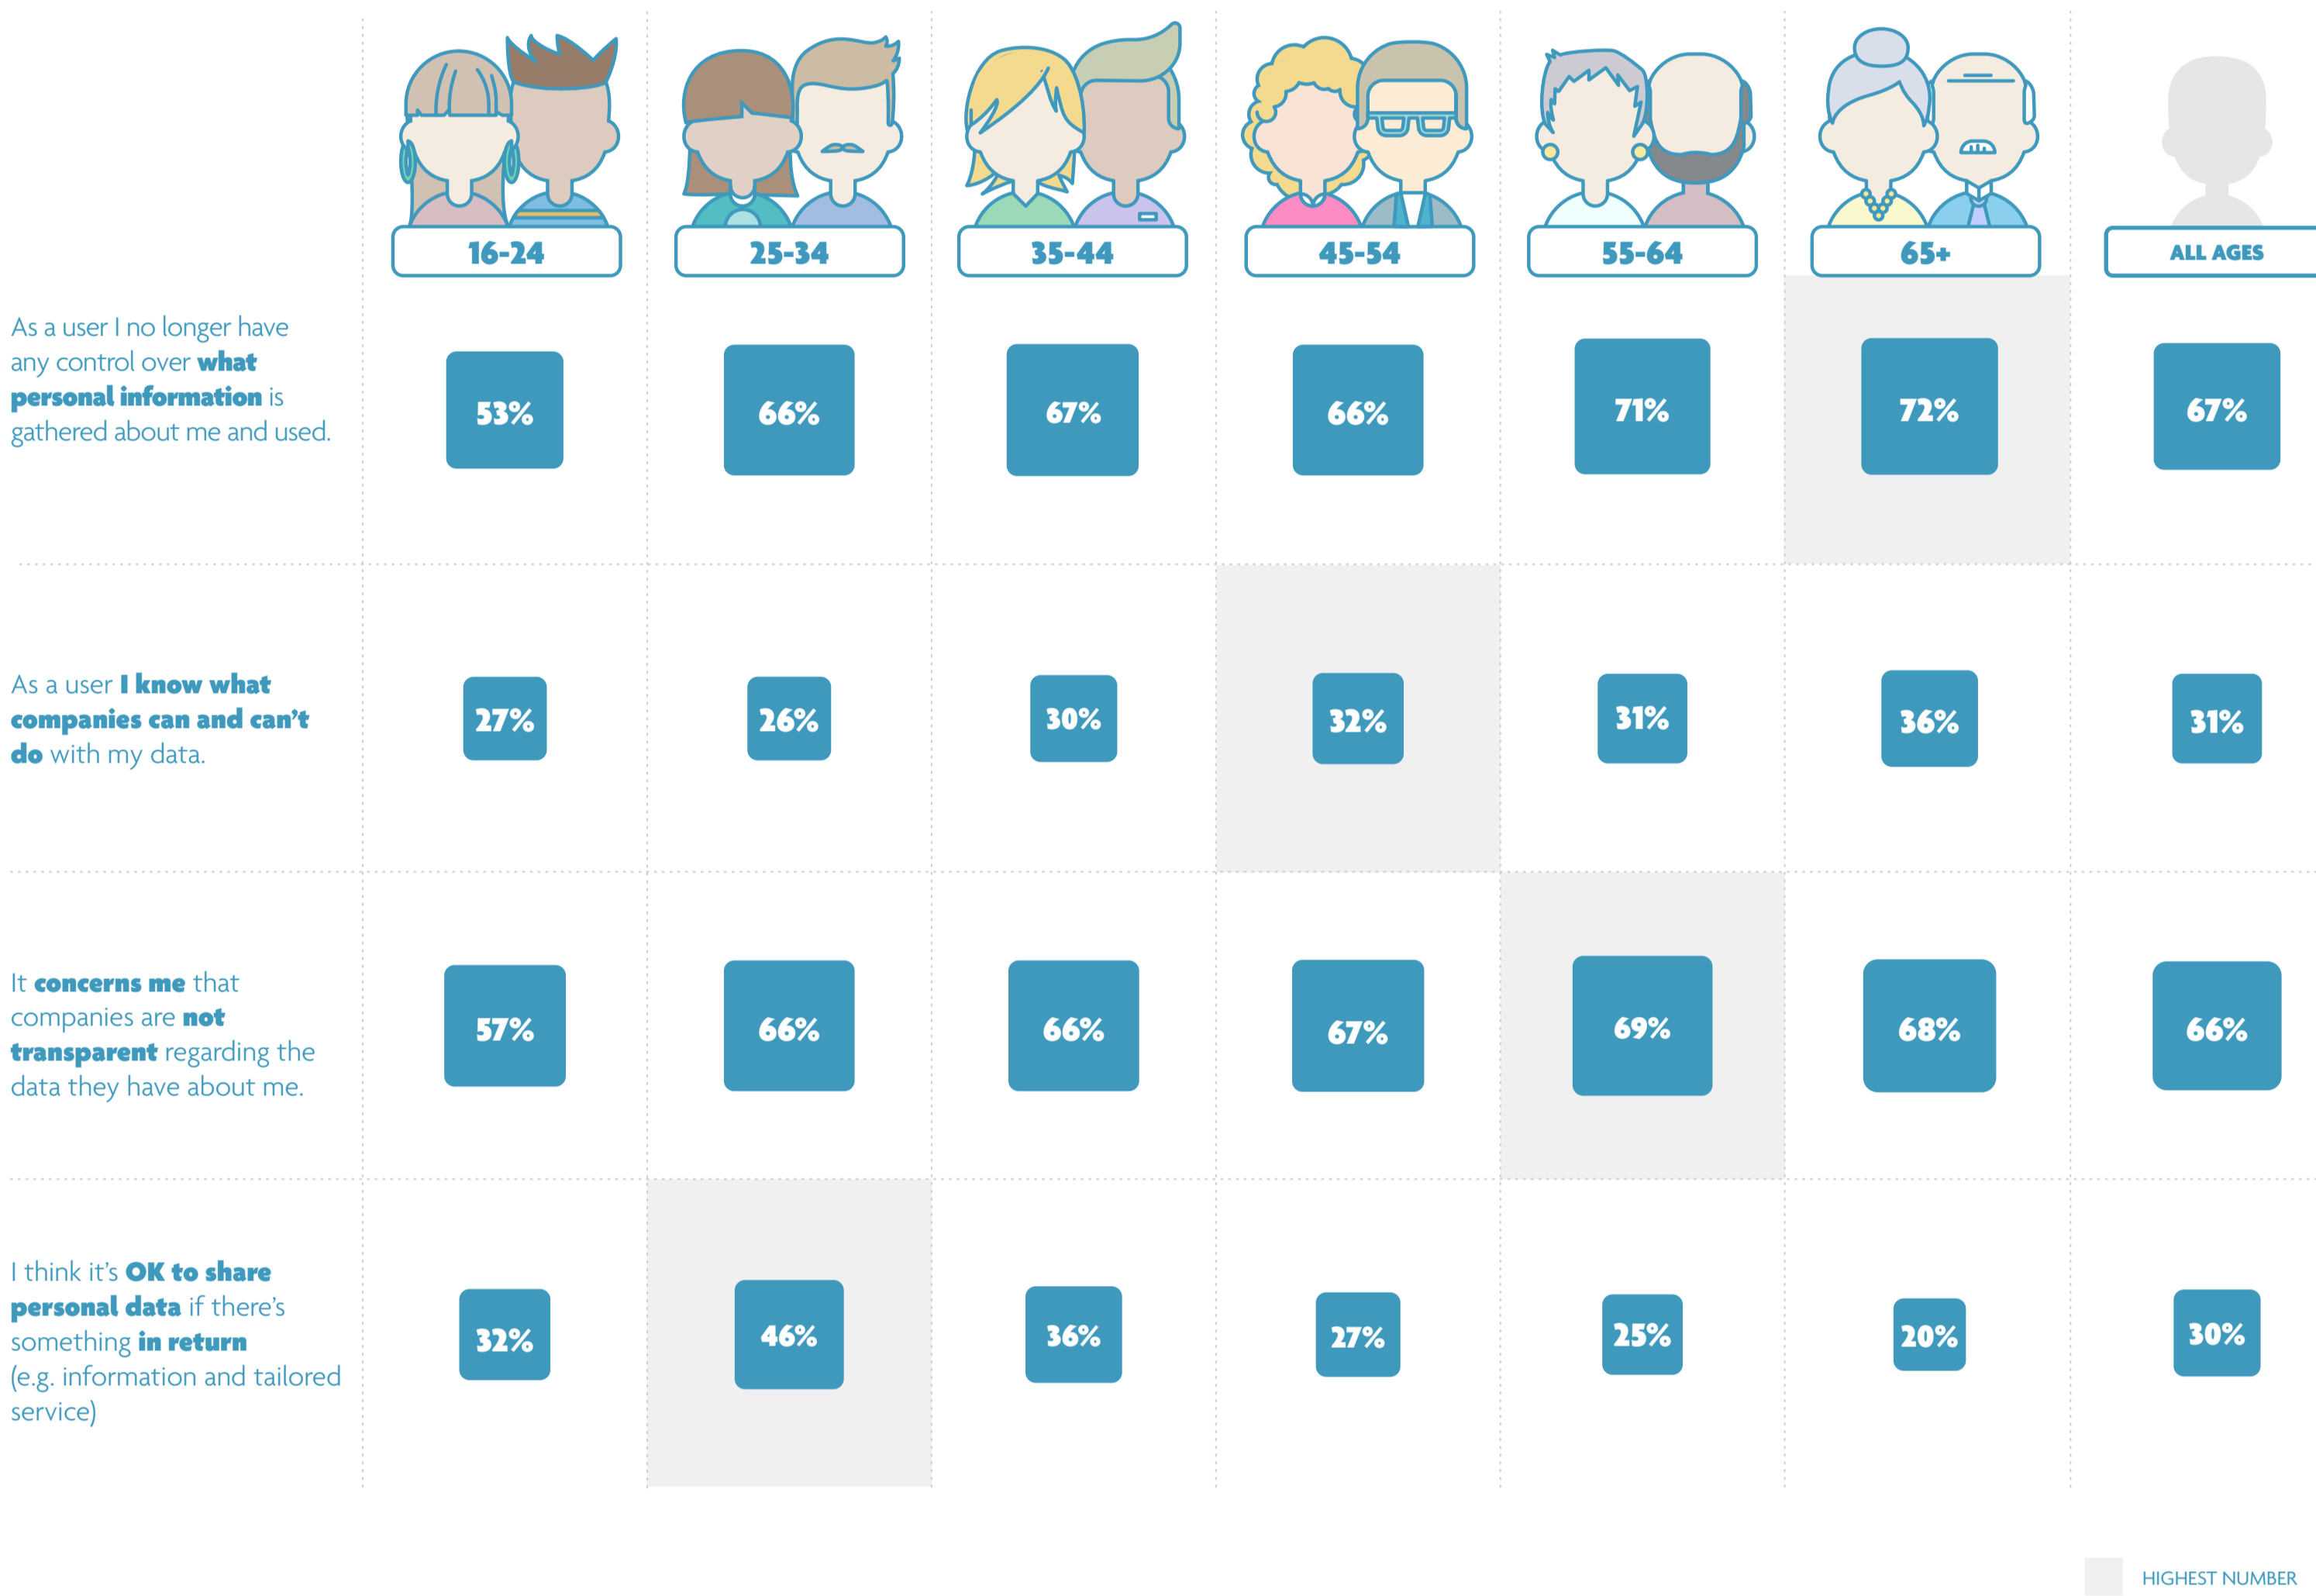 16-24 25-34 35-44 45-54 55-64 65+ ALL AGES
As a user I no longer have
any control over what
personal information is
gathered about me and used.
53% 66% 67% 66% 71% 72% 67%
As a user I know what
companies can and can't
do with my data.
27% 26% 30% 32% 31% 36% 31%
It concerns me that
companies are not
transparent regarding the
data they have about me.
57% 66% 66% 67% 69% 68% 66%
I think it's OK to share
personal data if there's
something in return
(e.g. information and tailored
service)
32% 46% 36% 27% 25% 20% 30%
HIGHEST NUMBER